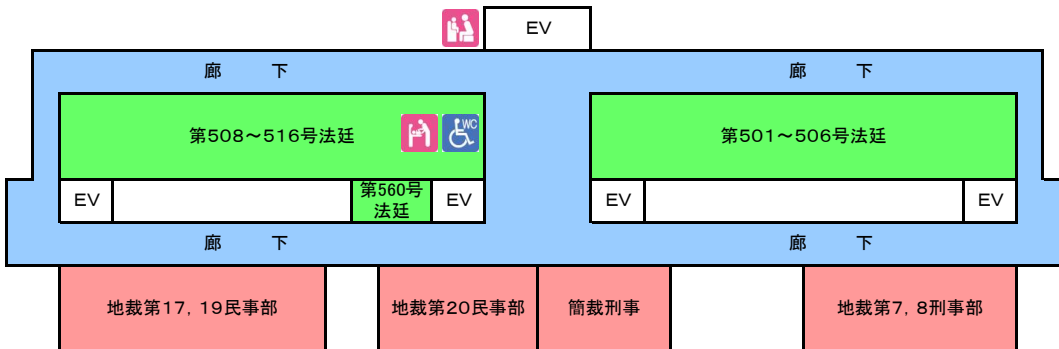 EV
廊　下
廊　下
第508～516号法廷
WC
第501～506号法廷
EV
第560号
法廷
EV
EV
EV
廊　下
廊　下
地裁第17，19民事部
地裁第20民事部
簡裁刑事
地裁第7，8刑事部